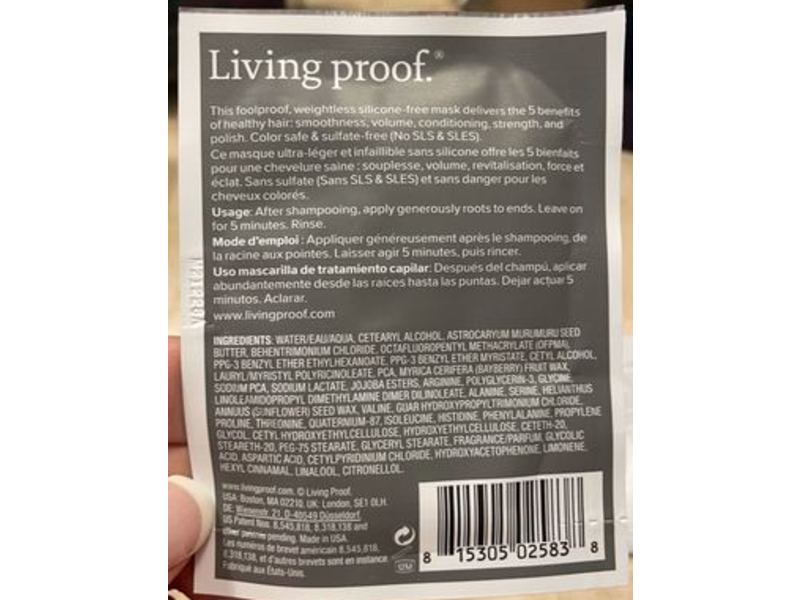 Living proof.®
This foolproof, weightless silicone-free mask delivers the 5 benefits
of healthy hair: smoothness, volume, conditioning, strength, and
polish. Color safe & sulfate-free (No SLS & SLES).
Ce masque ultra-léger et infaillible sans silicone offre les 5 bienfaits
pour une chevelure saine : souplesse, volume, revitalisation, force et
éclat. Sans sulfate (Sans SLS & SLES) et sans danger pour les
cheveux colorés.
Usage: After shampooing, apply generously roots to ends. Leave on
for 5 minutes. Rinse.
Mode d'emploi : Appliquer généreusement après le shampooing, de
la racine aux pointes. Laisser agir 5 minutes, puis rincer.
Uso mascarilla de tratamiento capilar: Después del champú, aplicar
abundantemente desde las raíces hasta las puntas. Dejar actuar 5
minutos. Aclarar.
www.livingproof.com
INGREDIENTS: WATER/EAU/AQUA, CETEARYL ALCOHOL, ASTROCARYUM MURUMURU SEED
BUTTER, BEHENTRIMONIUM CHLORIDE, OCTAFLUOROPENTYL METHACRYLATE (OFPMA),
PPG-3 BENZYL ETHER ETHYLHEXANOATE, PPG-3 BENZYL ETHER MYRISTATE, CETYL ALCOHOL,
LAURYL/MYRISTYL POLYRICINOLEATE, PCA, MYRICA CERIFERA (BAYBERRY) FRUIT WAX,
SODIUM PCA, SODIUM LACTATE, JOJOBA ESTERS, ARGININE, POLYGLYCERIN-3, GLYCINE,
LINOLEAMIDOPROPYL DIMETHYLAMINE DIMER DILINOLEATE, ALANINE, SERINE, HELIANTHUS
ANNUUS (SUNFLOWER) SEED WAX, VALINE, GUAR HYDROXYPROPYLTRIMONIUM CHLORIDE,
PROLINE, THREONINE, QUATERNIUM-87, ISOLEUCINE, HISTIDINE, PHENYLALANINE, PROPYLENE
GLYCOL, CETYL HYDROXYETHYLCELLULOSE, HYDROXYETHYLCELLULOSE, CETETH-20,
STEARETH-20, PEG-75 STEARATE, GLYCERYL STEARATE, FRAGRANCE/PARFUM, GLYCOLIC
ACID, ASPARTIC ACID, CETYLPYRIDINIUM CHLORIDE, HYDROXYACETOPHENONE, LIMONENE,
HEXYL CINNAMAL, LINALOOL, CITRONELLOL.
www.livingproof.com. © Living Proof.
USA: Boston, MA 02210, UK: London, SE1 0LH.
DE: Wiesenstr. 21, D-40549 Düsseldorf.
US Patent Nos. 8,545,818, 8,318,138 and
other patents pending. Made in USA.
Les numéros de brevet américain 8,545,818,
8,318,138, et d'autres brevets sont en instance.
Fabriqué aux États-Unis.
12M
8 15305 02583 8